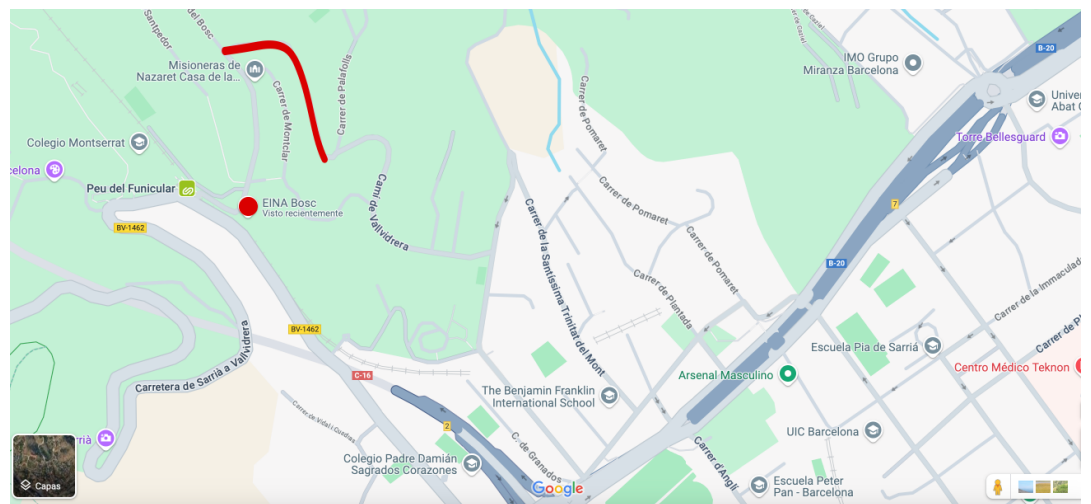 Santpedor
del Bosc
Misioneras de
Nazaret Casa de la...
Carrer de Palafolls
Carrer de Montclar
Colegio Montserrat
celona
Peu del Funicular
EINA Bosc
Visto recientemente
Camí de Vallvidrera
BV-1462
BV-1462
Carretera de Sarrià a Vallvidrera
C-16
2
Carrer de Vidal i Quadras
Colegio Padre Damián
Sagrados Corazones
The Benjamin Franklin
International School
C. de Granados
Carrer de la Santíssima Trinitat del Mont
Carrer de Pomaret
Carrer de Pomaret
Carrer de Pomaret
Carrer de Plantada
IMO Grupo
Miranza Barcelona
B-20
Univer
Abat O
Torre Bellesguard
7
B-20
Carrer de la Immaculada
Escuela Pia de Sarriá
Arsenal Masculino
Centro Médico Teknon
UIC Barcelona
Carrer d'Anglí
Escuela Peter
Pan - Barcelona
rrià
Capas
Google